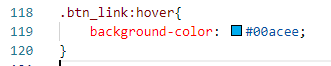 118 .btn_link:hover{
119 background-color: #00acee;
120 }